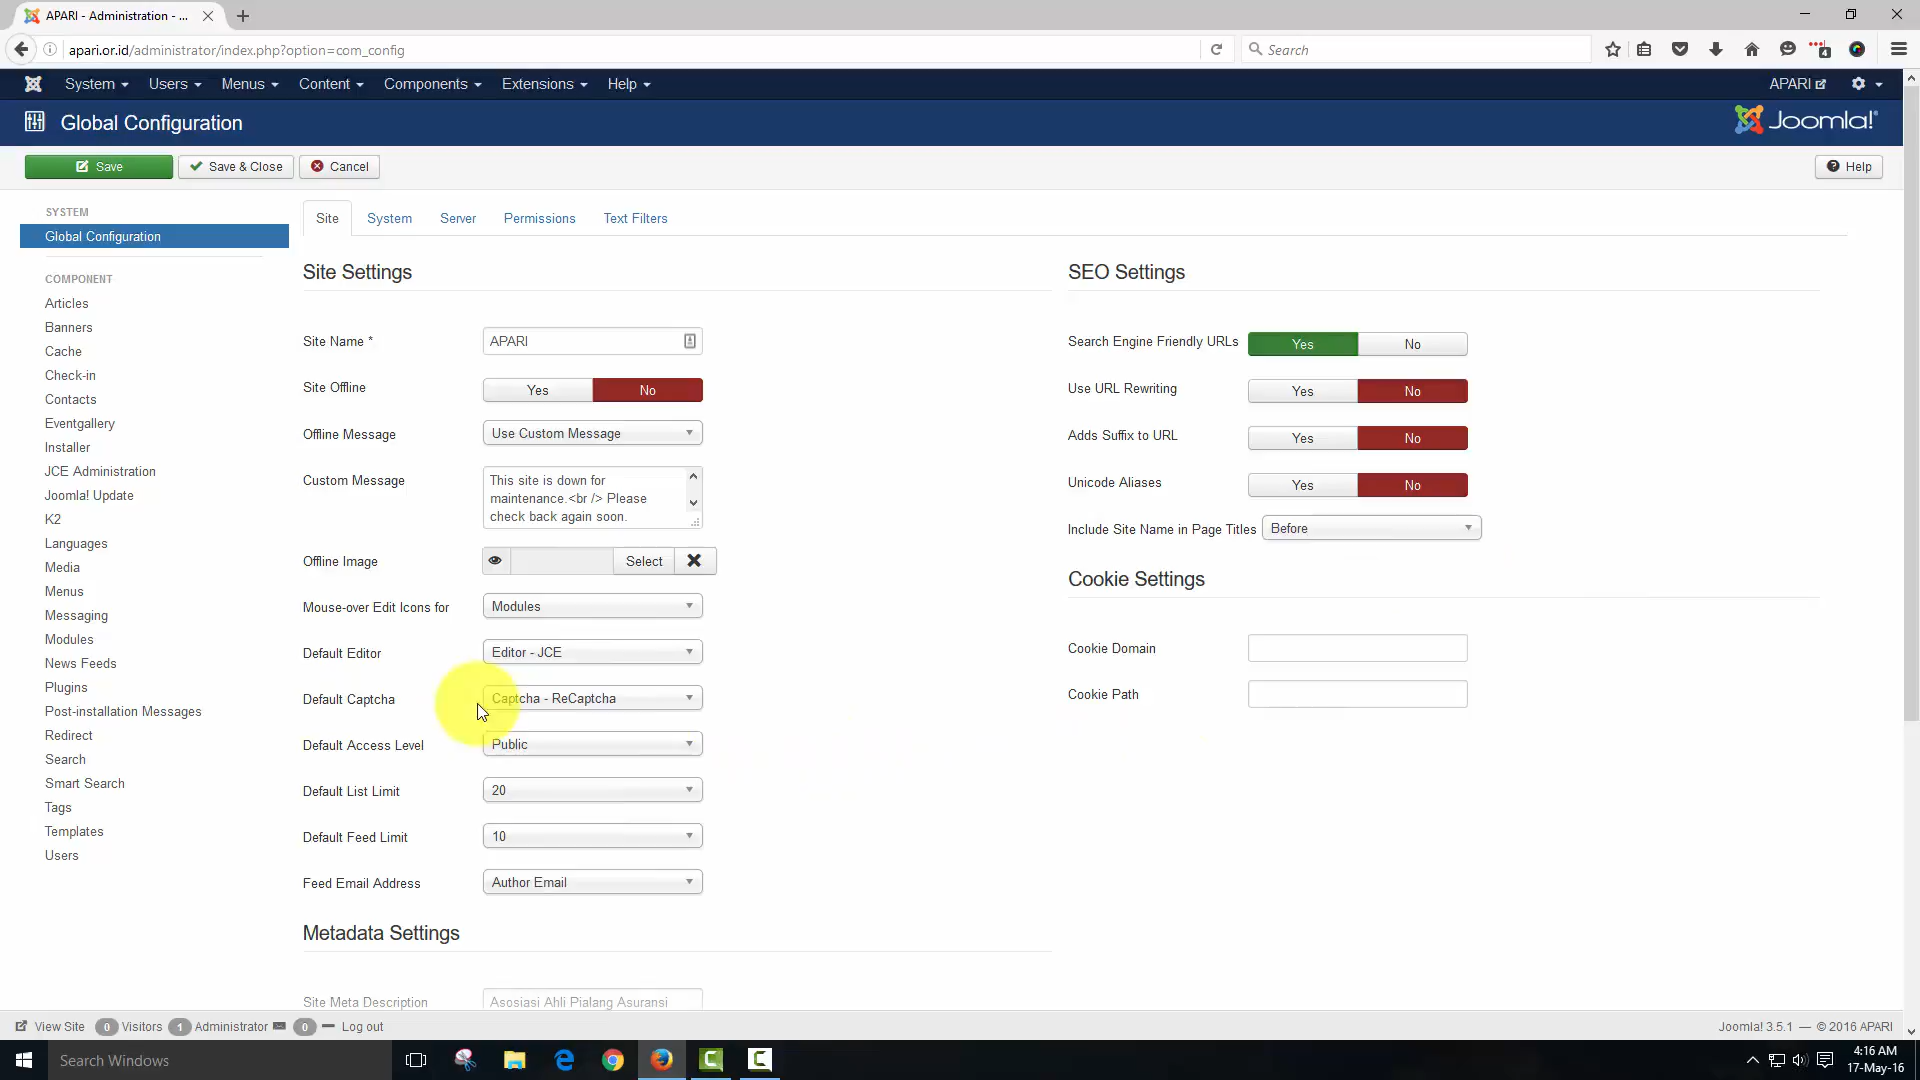 APARI - Administration - ...
apari.or.id/administrator/index.php?option=com_config
Search
4
System Users Menus Content Components Extensions Help
APARI
Global Configuration
Joomla!
Save Save & Close Cancel
Help
SYSTEM
Global Configuration
COMPONENT
Articles
Banners
Cache
Check-in
Contacts
Eventgallery
Installer
JCE Administration
Joomla! Update
K2
Languages
Media
Menus
Messaging
Modules
News Feeds
Plugins
Post-installation Messages
Redirect
Search
Smart Search
Tags
Templates
Users
Site System Server Permissions Text Filters
Site Settings
Site Name * APARI
Site Offline Yes No
Offline Message Use Custom Message
Custom Message
This site is down for
maintenance.<br /> Please
check back again soon.
Offline Image Select
Mouse-over Edit Icons for Modules
Default Editor Editor - JCE
Default Captcha Captcha - ReCaptcha
Default Access Level Public
Default List Limit 20
Default Feed Limit 10
Feed Email Address Author Email
Metadata Settings
Site Meta Description Asosiasi Ahli Pialang Asuransi
SEO Settings
Search Engine Friendly URLs Yes No
Use URL Rewriting Yes No
Adds Suffix to URL Yes No
Unicode Aliases Yes No
Include Site Name in Page Titles Before
Cookie Settings
Cookie Domain
Cookie Path
View Site 0 Visitors 1 Administrator 0 Log out
Joomla! 3.5.1 — © 2016 APARI
Search Windows
4:16 AM
17-May-16